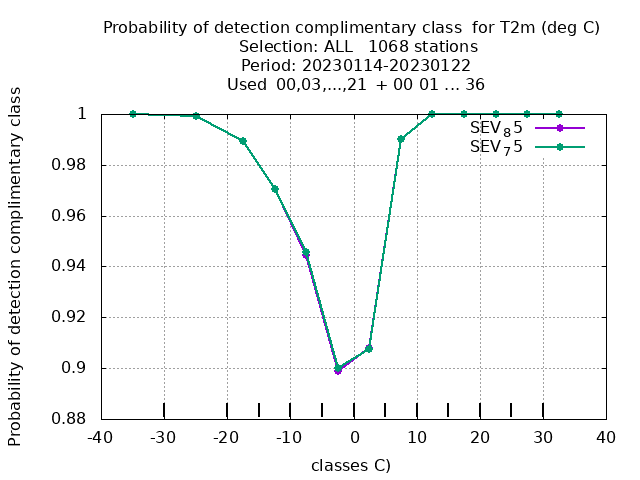 Probability of detection complimentary class  for T2m (deg C)
Selection: ALL   1068 stations
Period: 20230114-20230122
Used  00,03,...,21  + 00 01 ... 36
Probability of detection complimentary class
1
0.98
0.96
0.94
0.92
0.9
0.88
SEV₈5
SEV₇5
-40 -30 -20 -10 0 10 20 30 40
classes C)